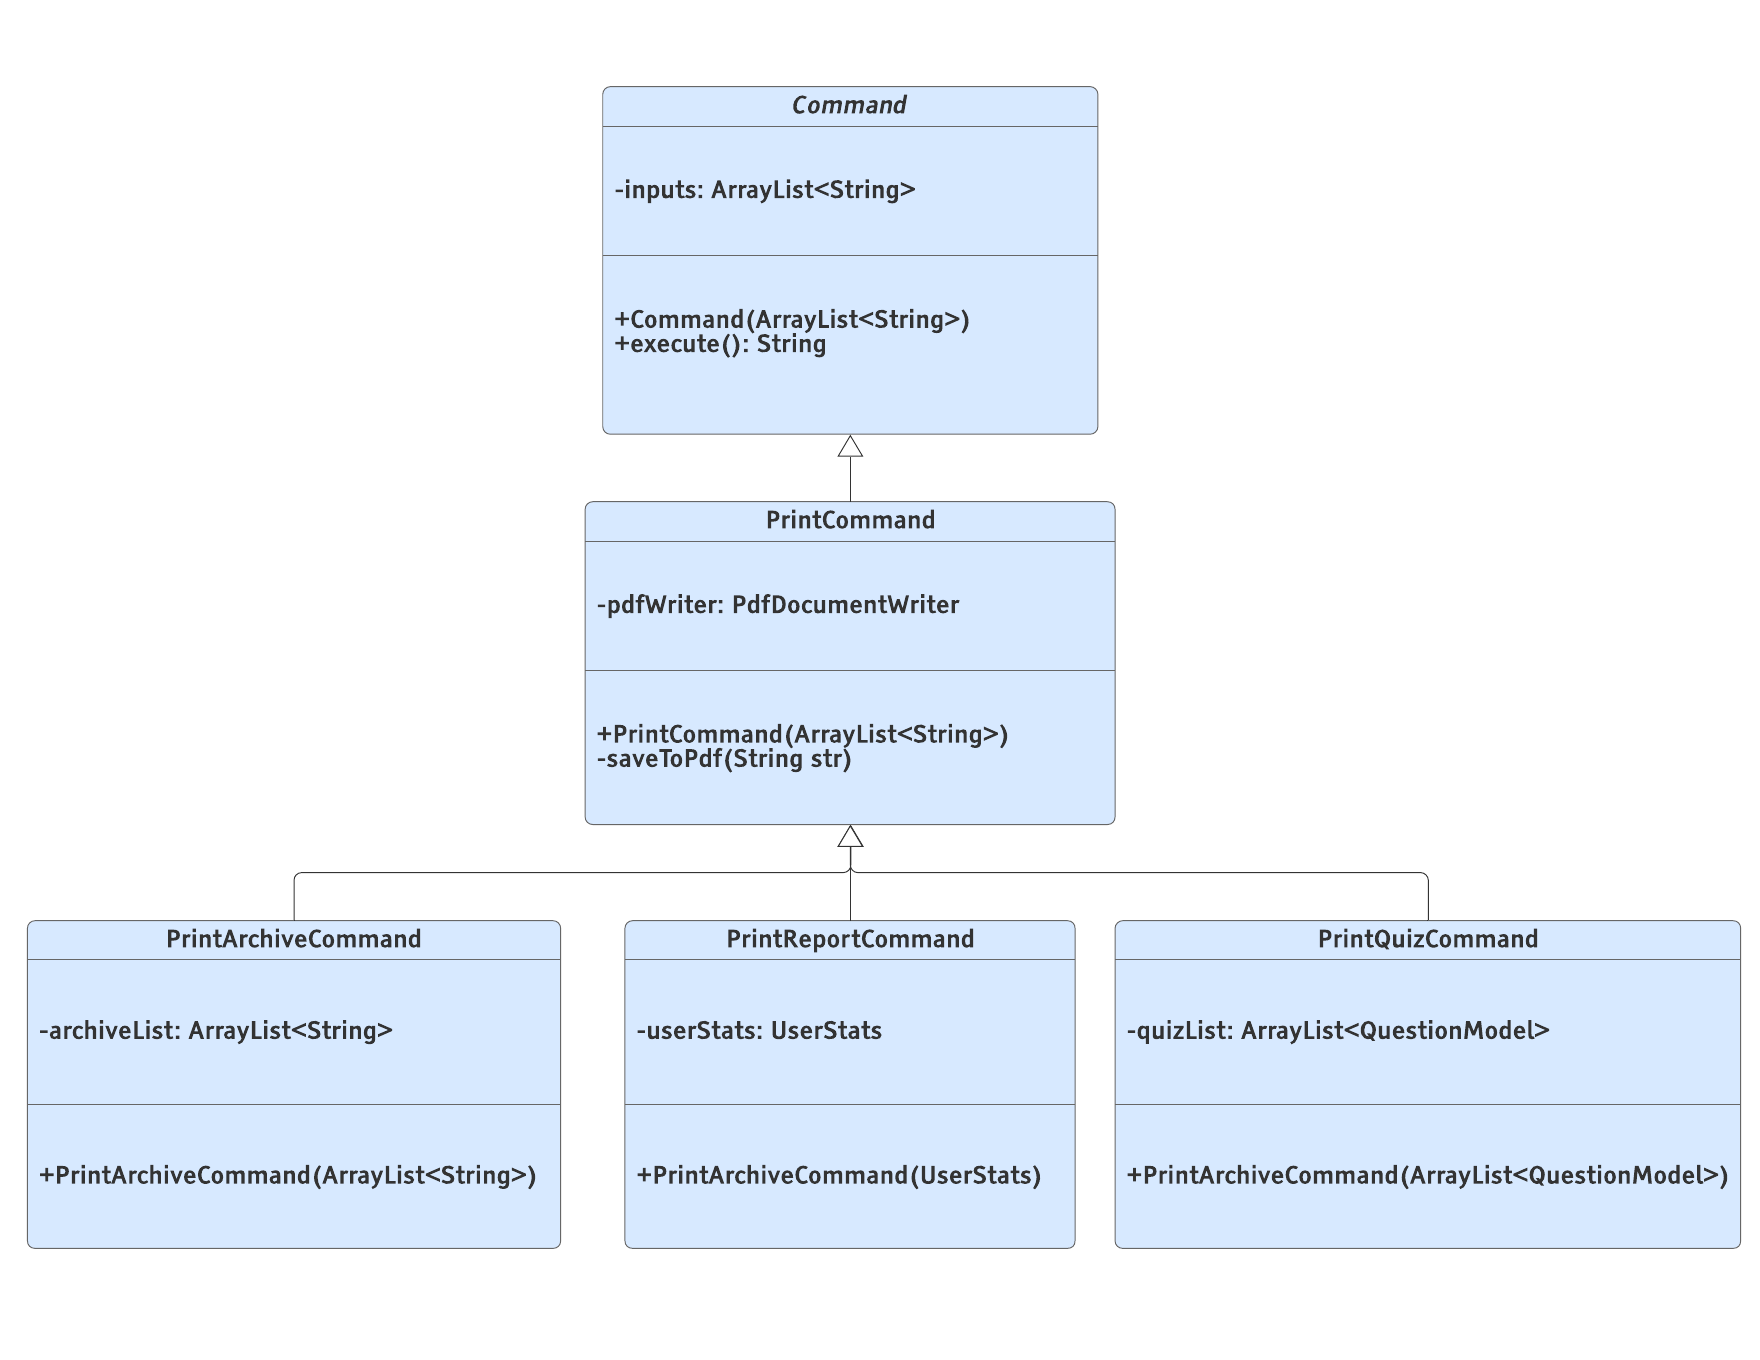 Command
-inputs: ArrayList<String>
+Command(ArrayList<String>)
+execute(): String
PrintCommand
-pdfWriter: PdfDocumentWriter
+PrintCommand(ArrayList<String>)
-saveToPdf(String str)
PrintArchiveCommand
-archiveList: ArrayList<String>
+PrintArchiveCommand(ArrayList<String>)
PrintReportCommand
-userStats: UserStats
+PrintArchiveCommand(UserStats)
PrintQuizCommand
-quizList: ArrayList<QuestionModel>
+PrintArchiveCommand(ArrayList<QuestionModel>)